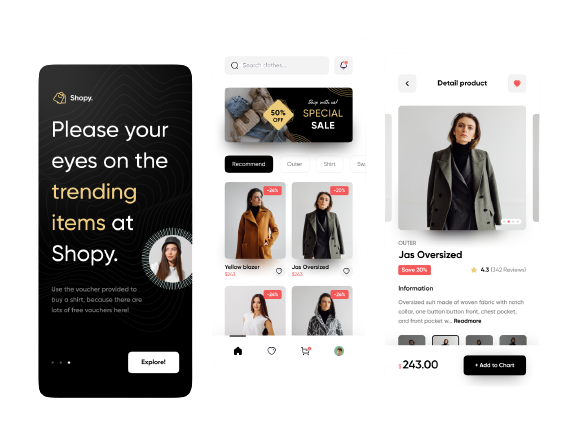 Shopy.
Please your
eyes on the
trending
items at
Shopy.
Use the voucher provided to
buy a shirt, because there are
lots of free vouchers here!
Explore!
Search clothes...
50%
OFF
Shop with us!
SPECIAL
SALE
Recommend
Outer
Shirt
Sw
-24%
-20%
Yellow blazer
$243
Jas Oversized
$243
-24%
-24%
Detail product
OUTER
Jas Oversized
Save 20%
4.3 (342 Reviews)
Information
Oversized suit made of woven fabric with notch
collar, one button button front, chest pocket,
and front pocket w... Readmore
$243.00
+ Add to Chart